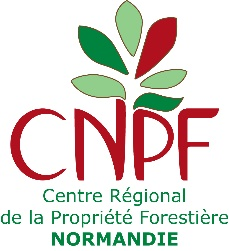 CNPF
Centre Régional
de la Propriété Forestière
NORMANDIE